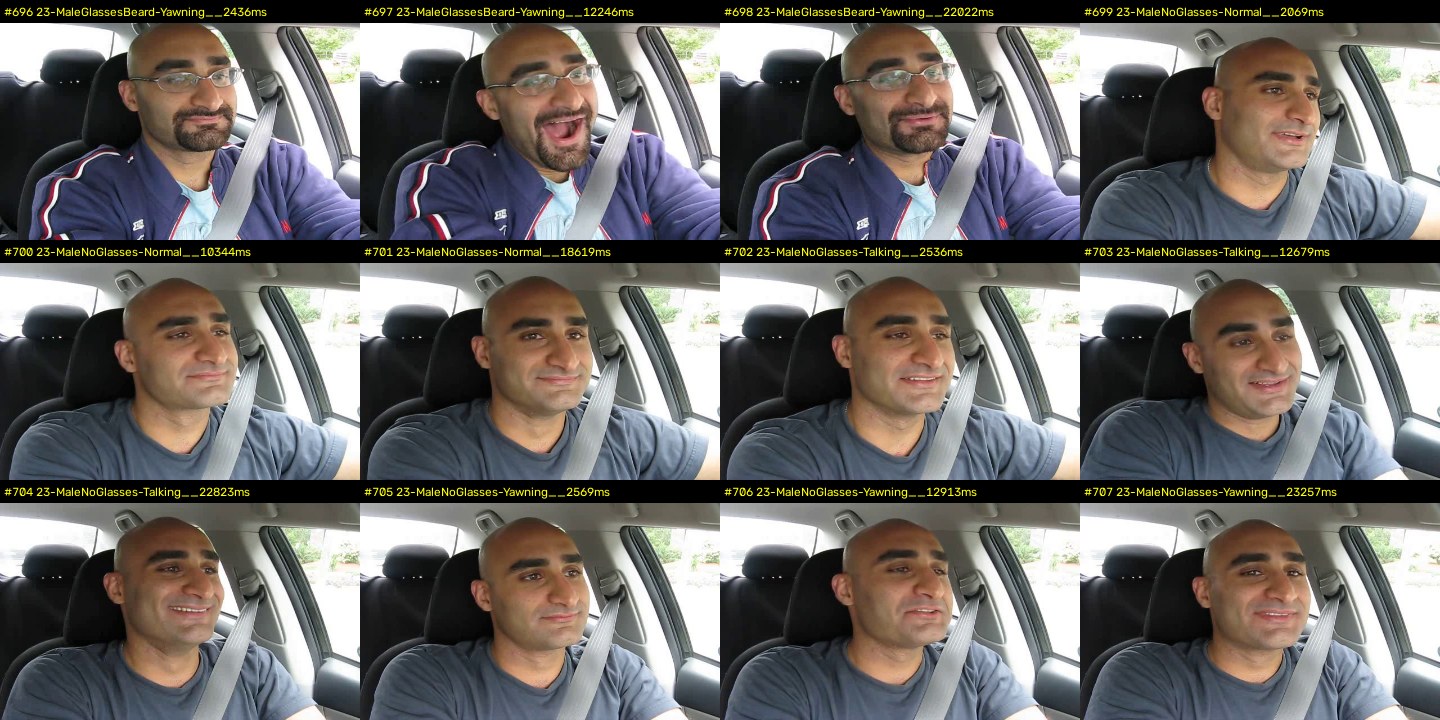 #696 23-MaleGlassesBeard-Yawning__2436ms
#697 23-MaleGlassesBeard-Yawning__12246ms
#698 23-MaleGlassesBeard-Yawning__22022ms
#699 23-MaleNoGlasses-Normal__2069ms
#700 23-MaleNoGlasses-Normal__10344ms
#701 23-MaleNoGlasses-Normal__18619ms
#702 23-MaleNoGlasses-Talking__2536ms
#703 23-MaleNoGlasses-Talking__12679ms
#704 23-MaleNoGlasses-Talking__22823ms
#705 23-MaleNoGlasses-Yawning__2569ms
#706 23-MaleNoGlasses-Yawning__12913ms
#707 23-MaleNoGlasses-Yawning__23257ms